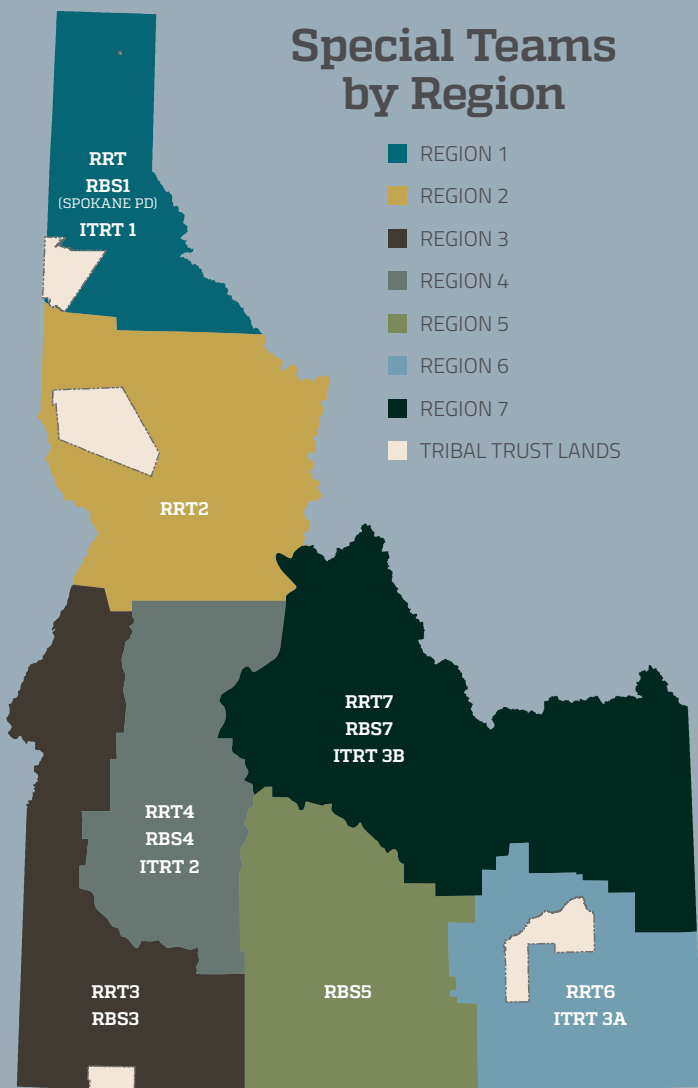 Special Teams
by Region
REGION 1
REGION 2
REGION 3
REGION 4
REGION 5
REGION 6
REGION 7
TRIBAL TRUST LANDS
RRT
RBS1
(SPOKANE PD)
ITRT 1
RRT2
RRT7
RBS7
ITRT 3B
RRT4
RBS4
ITRT 2
RRT3
RBS3
RBS5
RRT6
ITRT 3A